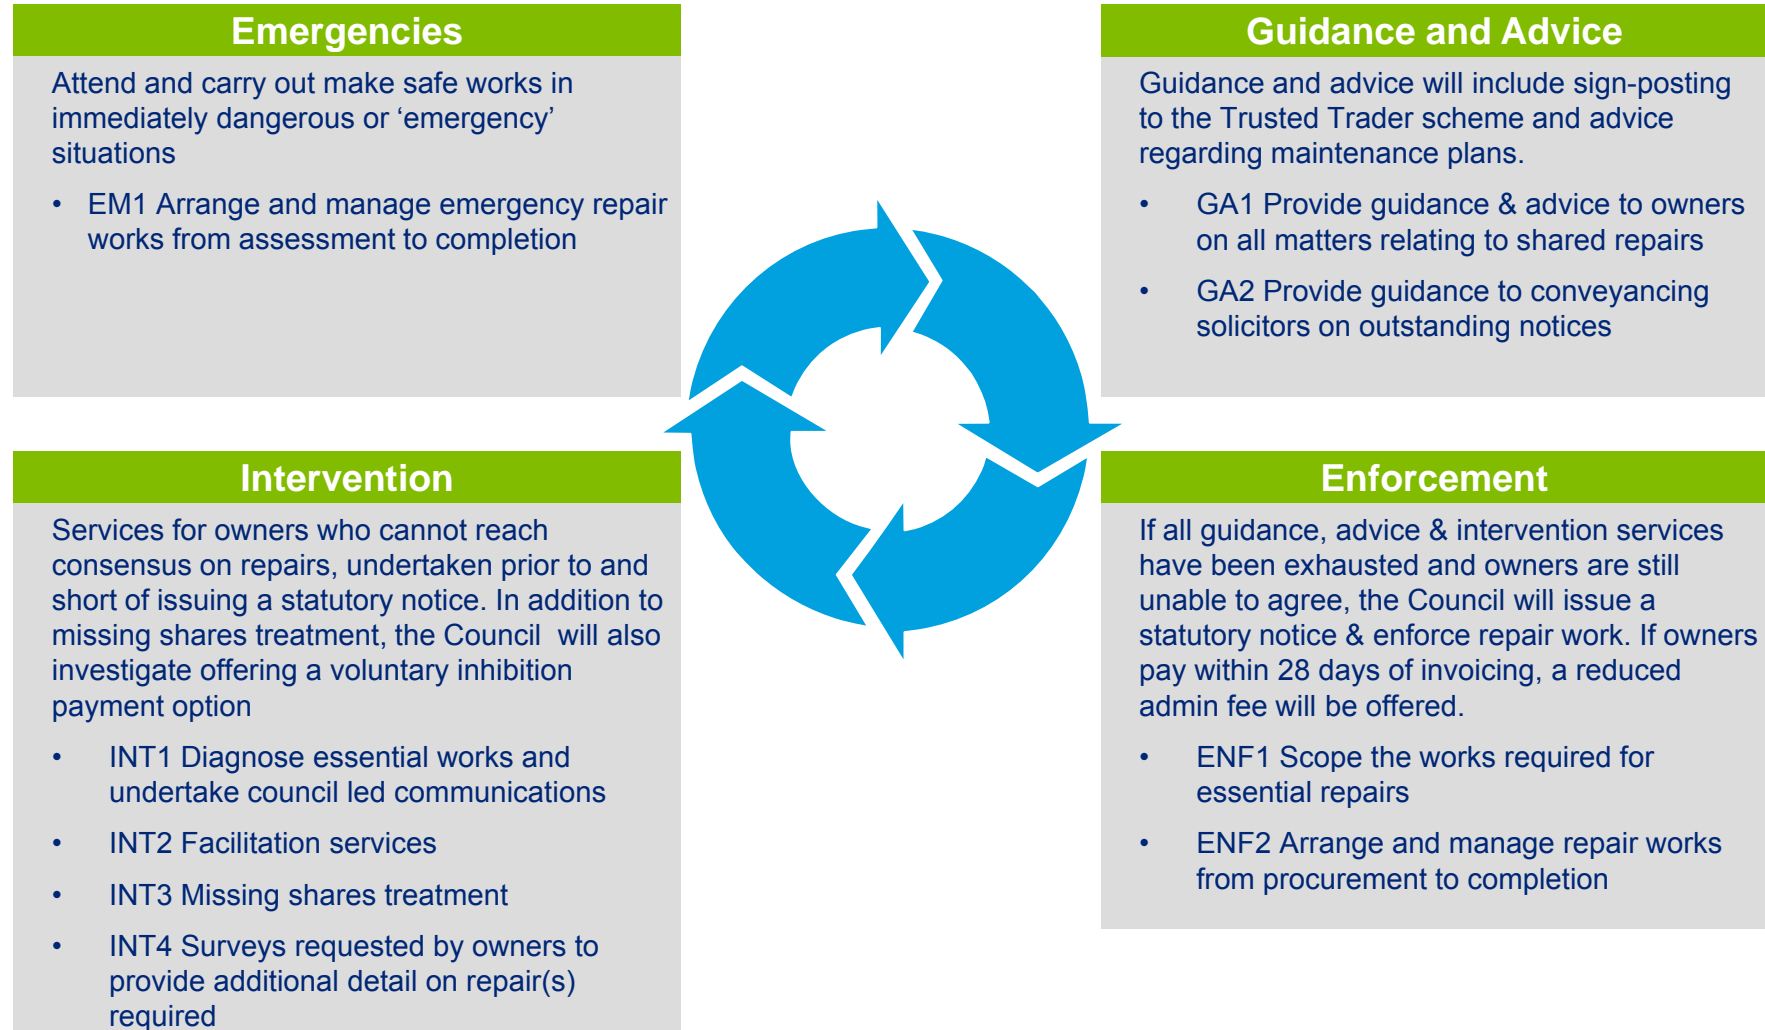 Emergencies
Attend and carry out make safe works in
immediately dangerous or ‘emergency’
situations
• EM1 Arrange and manage emergency repair
works from assessment to completion
Guidance and Advice
Guidance and advice will include sign-posting
to the Trusted Trader scheme and advice
regarding maintenance plans.
• GA1 Provide guidance & advice to owners
on all matters relating to shared repairs
• GA2 Provide guidance to conveyancing
solicitors on outstanding notices
Intervention
Services for owners who cannot reach
consensus on repairs, undertaken prior to and
short of issuing a statutory notice. In addition to
missing shares treatment, the Council  will also
investigate offering a voluntary inhibition
payment option
• INT1 Diagnose essential works and
undertake council led communications
• INT2 Facilitation services
• INT3 Missing shares treatment
• INT4 Surveys requested by owners to
provide additional detail on repair(s)
required
Enforcement
If all guidance, advice & intervention services
have been exhausted and owners are still
unable to agree, the Council will issue a
statutory notice & enforce repair work. If owners
pay within 28 days of invoicing, a reduced
admin fee will be offered.
• ENF1 Scope the works required for
essential repairs
• ENF2 Arrange and manage repair works
from procurement to completion